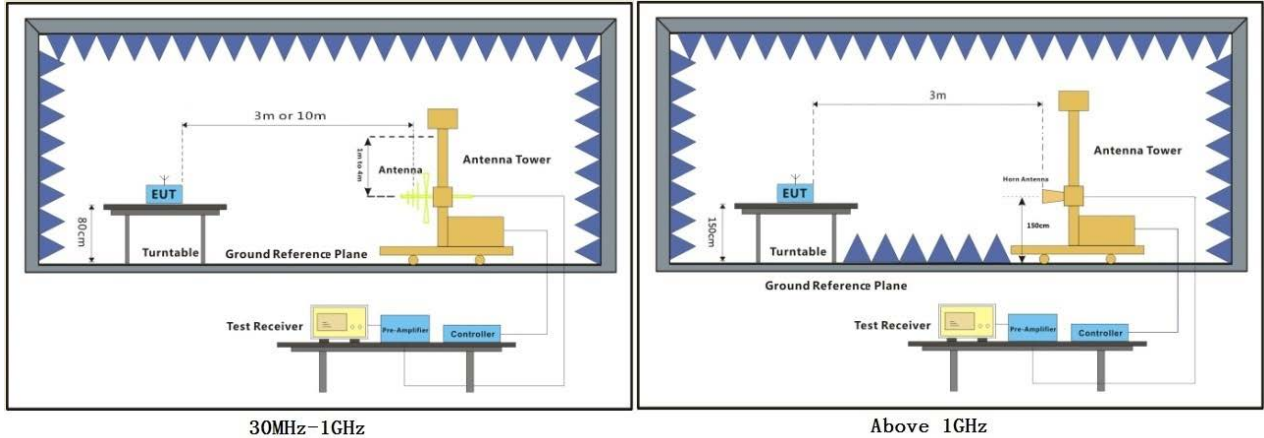 3m or 10m
1m to 4m
Antenna
Antenna Tower
EUT
80cm
Turntable
Ground Reference Plane
Test Receiver
Pre-Amplifier
Controller
30MHz-1GHz
3m
Antenna Tower
Horn Antenna
EUT
150cm
150cm
Turntable
Ground Reference Plane
Test Receiver
Pre-Amplifier
Controller
Above 1GHz